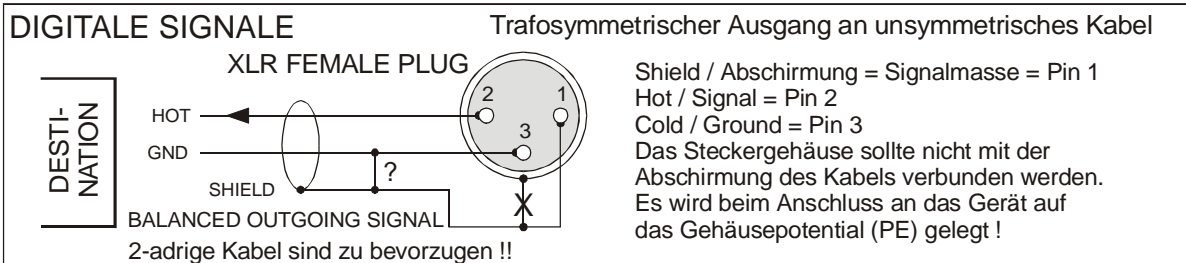 DIGITALE SIGNALE
Trafosymmetrischer Ausgang an unsymmetrisches Kabel
XLR FEMALE PLUG
DESTI-
NATION
HOT
GND
SHIELD
?
2
1
3
X
BALANCED OUTGOING SIGNAL
2-adrige Kabel sind zu bevorzugen !!
Shield / Abschirmung = Signalmasse = Pin 1
Hot / Signal = Pin 2
Cold / Ground = Pin 3
Das Steckergehäuse sollte nicht mit der
Abschirmung des Kabels verbunden werden.
Es wird beim Anschluss an das Gerät auf
das Gehäusepotential (PE) gelegt !